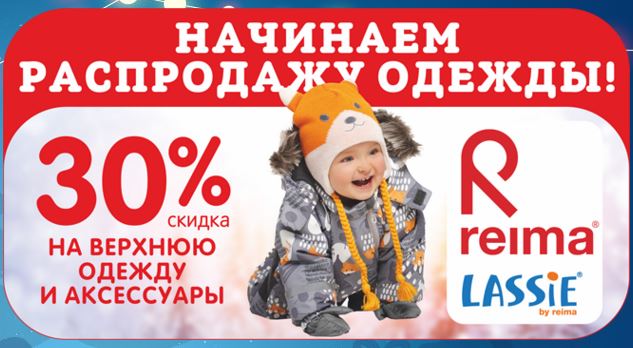 НАЧИНАЕМ
РАСПРОДАЖУ ОДЕЖДЫ!
30%
скидка
НА ВЕРХНЮЮ
ОДЕЖДУ
И АКСЕССУАРЫ
R
reima®
LASSiE®
by reima